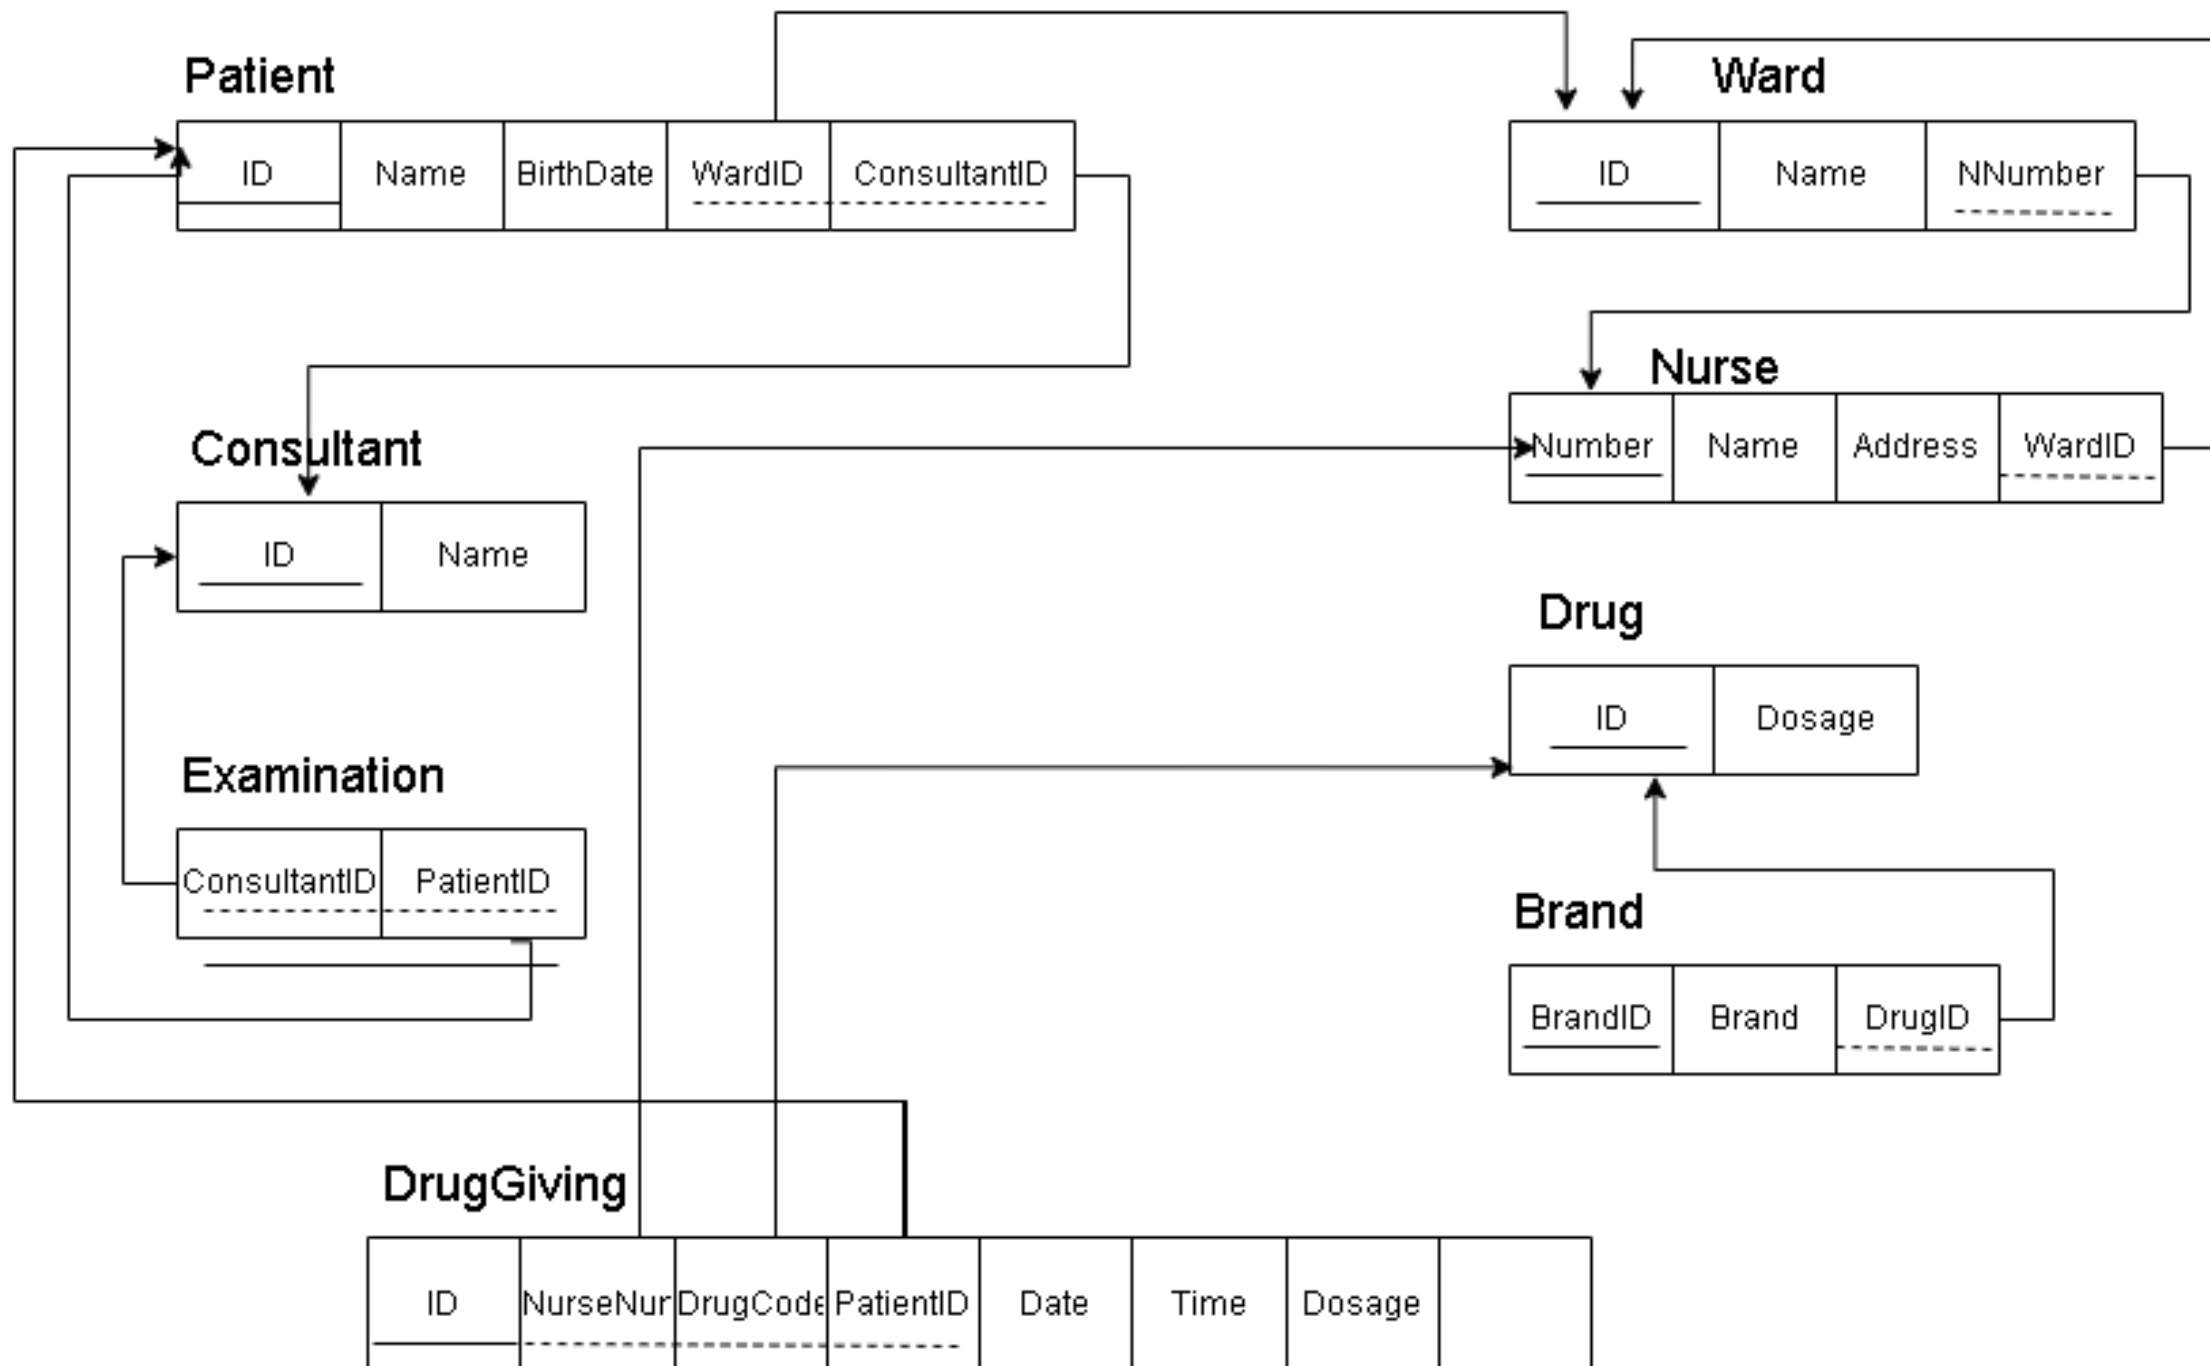 Patient
ID Name BirthDate WardID ConsultantID
Ward
ID Name NNumber
Nurse
Number Name Address WardID
Consultant
ID Name
Drug
ID Dosage
Examination
ConsultantID PatientID
Brand
BrandID Brand DrugID
DrugGiving
ID NurseNur DrugCode PatientID Date Time Dosage